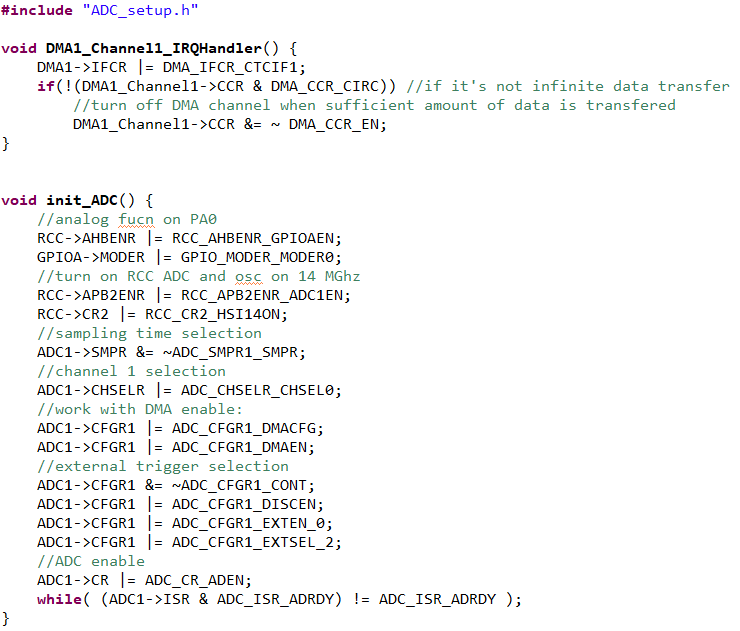 #include "ADC_setup.h"
void DMA1_Channel1_IRQHandler() {
DMA1->IFCR |= DMA_IFCR_CTCIF1;
if(!(DMA1_Channel1->CCR & DMA_CCR_CIRC)) //if it's not infinite data transfer
//turn off DMA channel when sufficient amount of data is transfered
DMA1_Channel1->CCR &= ~ DMA_CCR_EN;
}
void init_ADC() {
//analog fucn on PA0
RCC->AHBENR |= RCC_AHBENR_GPIOAEN;
GPIOA->MODER |= GPIO_MODER_MODER0;
//turn on RCC ADC and osc on 14 MGhz
RCC->APB2ENR |= RCC_APB2ENR_ADC1EN;
RCC->CR2 |= RCC_CR2_HSI14ON;
//sampling time selection
ADC1->SMPR &= ~ADC_SMPR1_SMPR;
//channel 1 selection
ADC1->CHSELR |= ADC_CHSELR_CHSEL0;
//work with DMA enable:
ADC1->CFGR1 |= ADC_CFGR1_DMACFG;
ADC1->CFGR1 |= ADC_CFGR1_DMAEN;
//external trigger selection
ADC1->CFGR1 &= ~ADC_CFGR1_CONT;
ADC1->CFGR1 |= ADC_CFGR1_DISCEN;
ADC1->CFGR1 |= ADC_CFGR1_EXTEN_0;
ADC1->CFGR1 |= ADC_CFGR1_EXTSEL_2;
//ADC enable
ADC1->CR |= ADC_CR_ADEN;
while( (ADC1->ISR & ADC_ISR_ADRDY) != ADC_ISR_ADRDY );
}